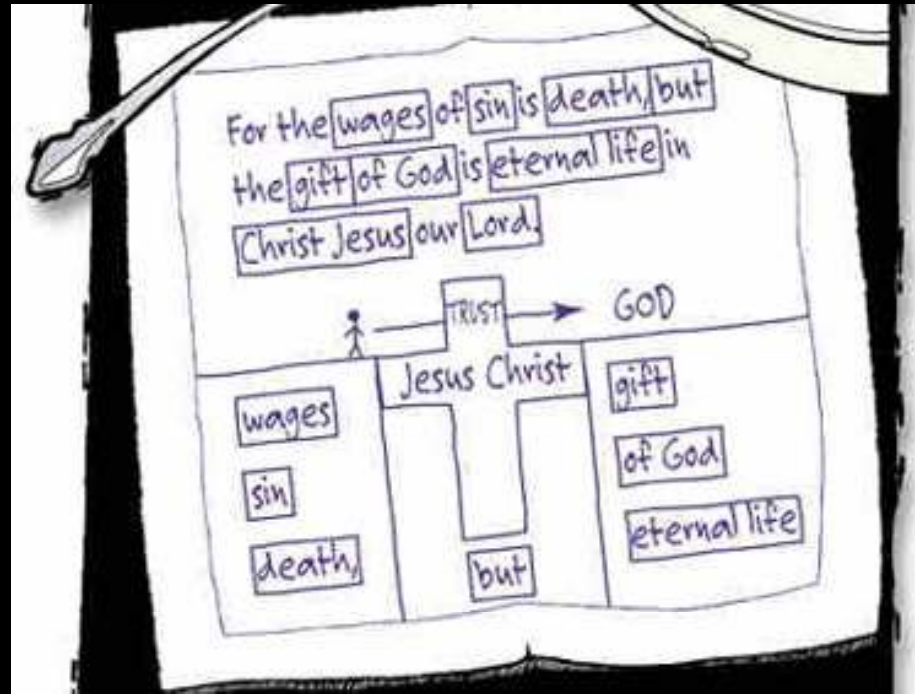 For the wages of sin is death, but
the gift of God is eternal life in
Christ Jesus our Lord.
TRUST
GOD
Jesus Christ
wages
sin
death,
but
gift
of God
eternal life